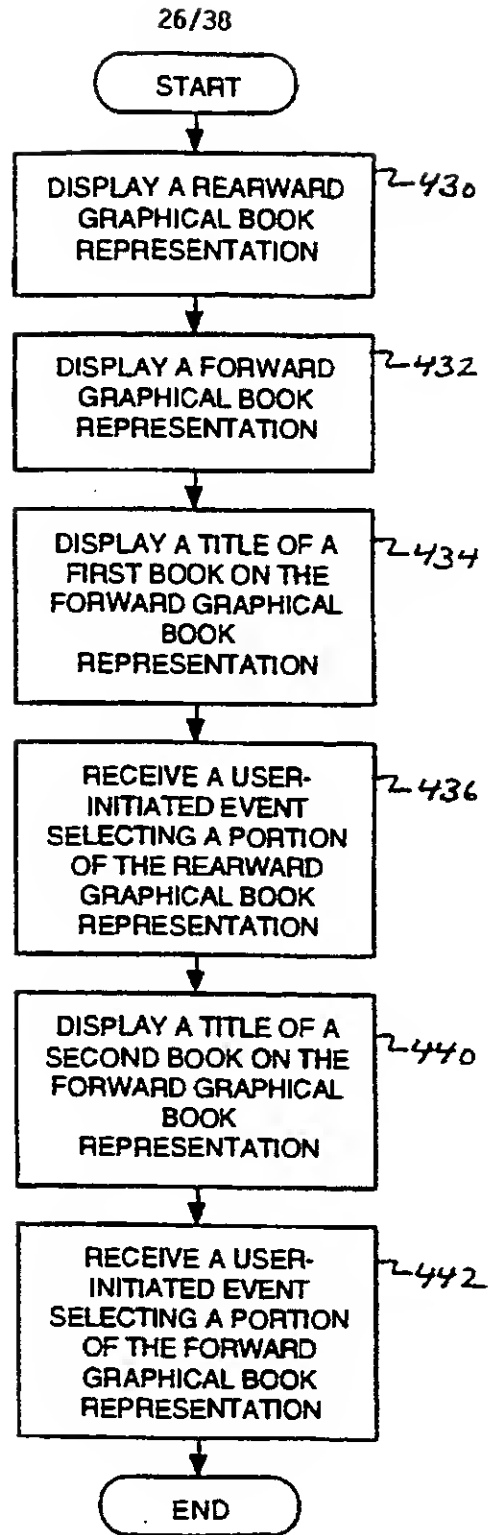 26/38
START
DISPLAY A REARWARD
GRAPHICAL BOOK
REPRESENTATION
430
DISPLAY A FORWARD
GRAPHICAL BOOK
REPRESENTATION
432
DISPLAY A TITLE OF A
FIRST BOOK ON THE
FORWARD GRAPHICAL
BOOK
REPRESENTATION
434
RECEIVE A USER-
INITIATED EVENT
SELECTING A PORTION
OF THE REARWARD
GRAPHICAL BOOK
REPRESENTATION
436
DISPLAY A TITLE OF A
SECOND BOOK ON THE
FORWARD GRAPHICAL
BOOK
REPRESENTATION
440
RECEIVE A USER-
INITIATED EVENT
SELECTING A PORTION
OF THE FORWARD
GRAPHICAL BOOK
REPRESENTATION
442
END